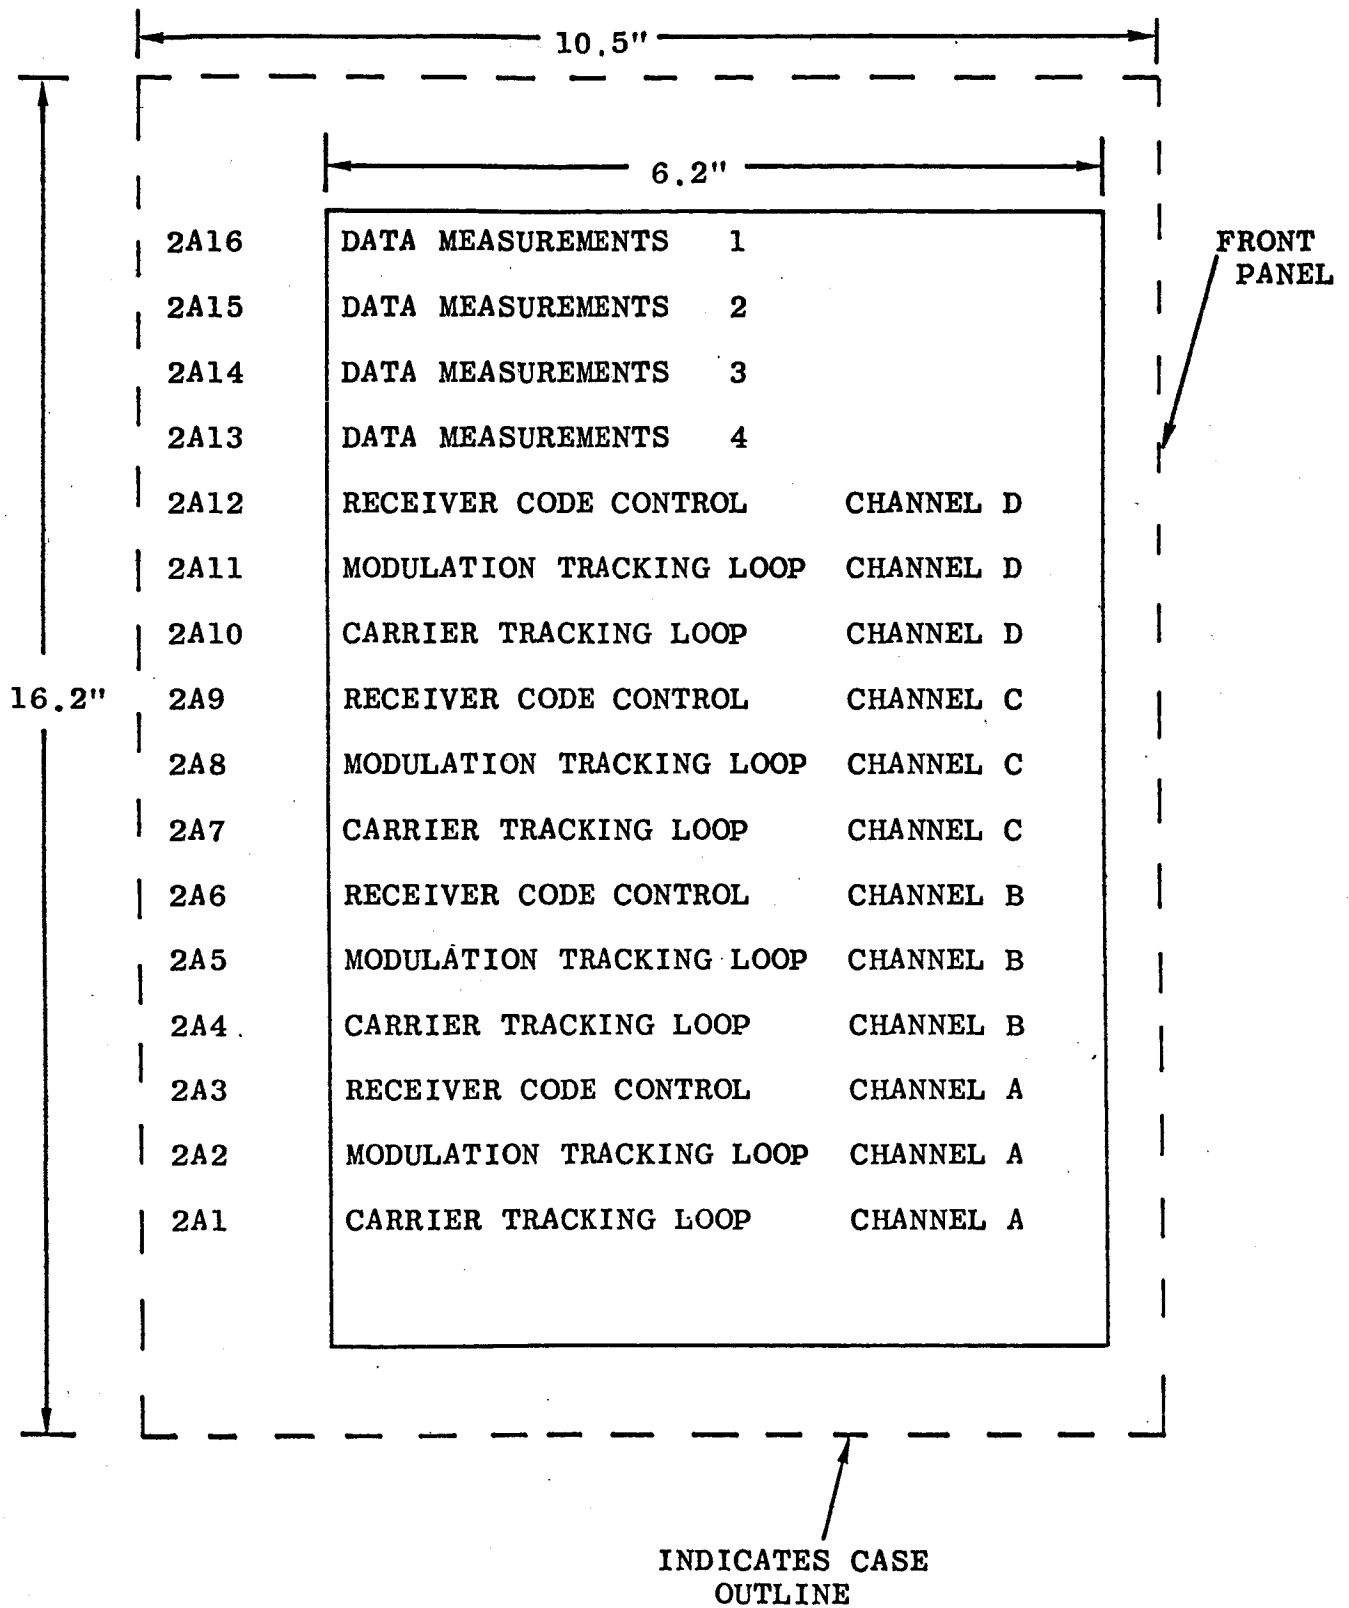 10.5"
6.2"
2A16 DATA MEASUREMENTS 1
FRONT
PANEL
2A15 DATA MEASUREMENTS 2
2A14 DATA MEASUREMENTS 3
2A13 DATA MEASUREMENTS 4
2A12 RECEIVER CODE CONTROL CHANNEL D
2A11 MODULATION TRACKING LOOP CHANNEL D
2A10 CARRIER TRACKING LOOP CHANNEL D
16.2"
2A9 RECEIVER CODE CONTROL CHANNEL C
2A8 MODULATION TRACKING LOOP CHANNEL C
2A7 CARRIER TRACKING LOOP CHANNEL C
2A6 RECEIVER CODE CONTROL CHANNEL B
2A5 MODULATION TRACKING LOOP CHANNEL B
2A4 CARRIER TRACKING LOOP CHANNEL B
2A3 RECEIVER CODE CONTROL CHANNEL A
2A2 MODULATION TRACKING LOOP CHANNEL A
2A1 CARRIER TRACKING LOOP CHANNEL A
INDICATES CASE
OUTLINE